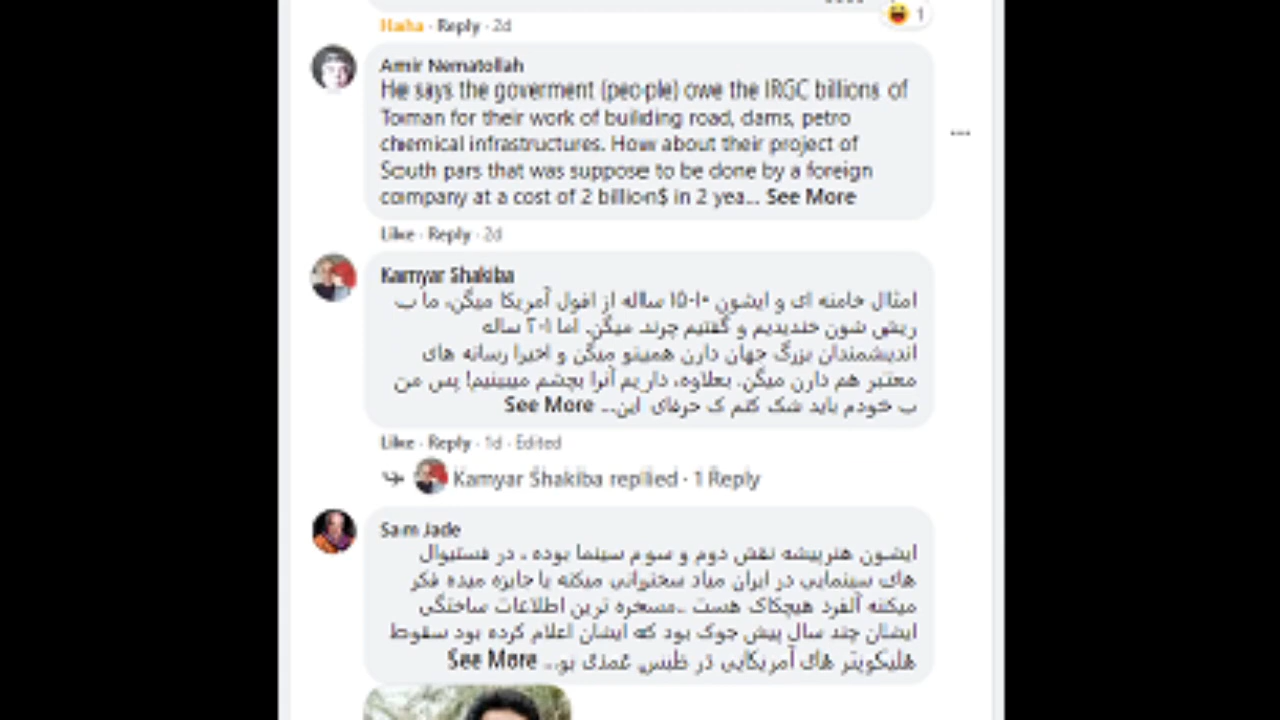 Haha · Reply · 2d
1
Amir Nematollah
He says the goverment (people) owe the IRGC billions of
Toman for their work of building road, dams, petro
chemical infrastructures. How about their project of
South pars that was suppose to be done by a foreign
company at a cost of 2 billion$ in 2 yea... See More
Like · Reply · 2d
Kamyar Shakiba
امثال خامنه ای و ایشون ۱۰-۱۵ ساله از افول آمریکا میگن، ما ب
ریش شون خندیدیم و گفتیم چرند میگن. اما ۱-۲ ساله
اندیشمندان بزرگ جهان دارن همینو میگن و اخیرا رسانه های
معتبر هم دارن میگن. بعلاوه، داریم آنرا بچشم میبینیم! پس من
ب خودم باید شک کنم ک حرفای این... See More
Like · Reply · 1d · Edited
Kamyar Shakiba replied · 1 Reply
Sam Jade
ایشون هنرپیشه نقش دوم و سوم سینما بوده ، در فستیوال
های سینمایی در ایران میاد سخنرانی میکنه یا جایزه میده فکر
میکنه آلفرد هیچکاک هست ..مسخره ترین اطلاعات ساختگی
ایشان چند سال پیش جوک بود که ایشان اعلام کرده بود سقوط
هلیکوپتر های آمریکایی در طبس عمدی بو... See More